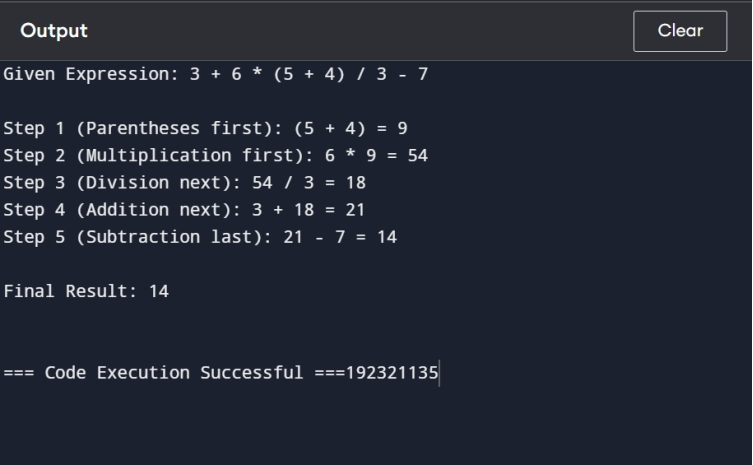 Output
Clear
Given Expression: 3 + 6 * (5 + 4) / 3 - 7
Step 1 (Parentheses first): (5 + 4) = 9
Step 2 (Multiplication first): 6 * 9 = 54
Step 3 (Division next): 54 / 3 = 18
Step 4 (Addition next): 3 + 18 = 21
Step 5 (Subtraction last): 21 - 7 = 14
Final Result: 14
=== Code Execution Successful ===192321135